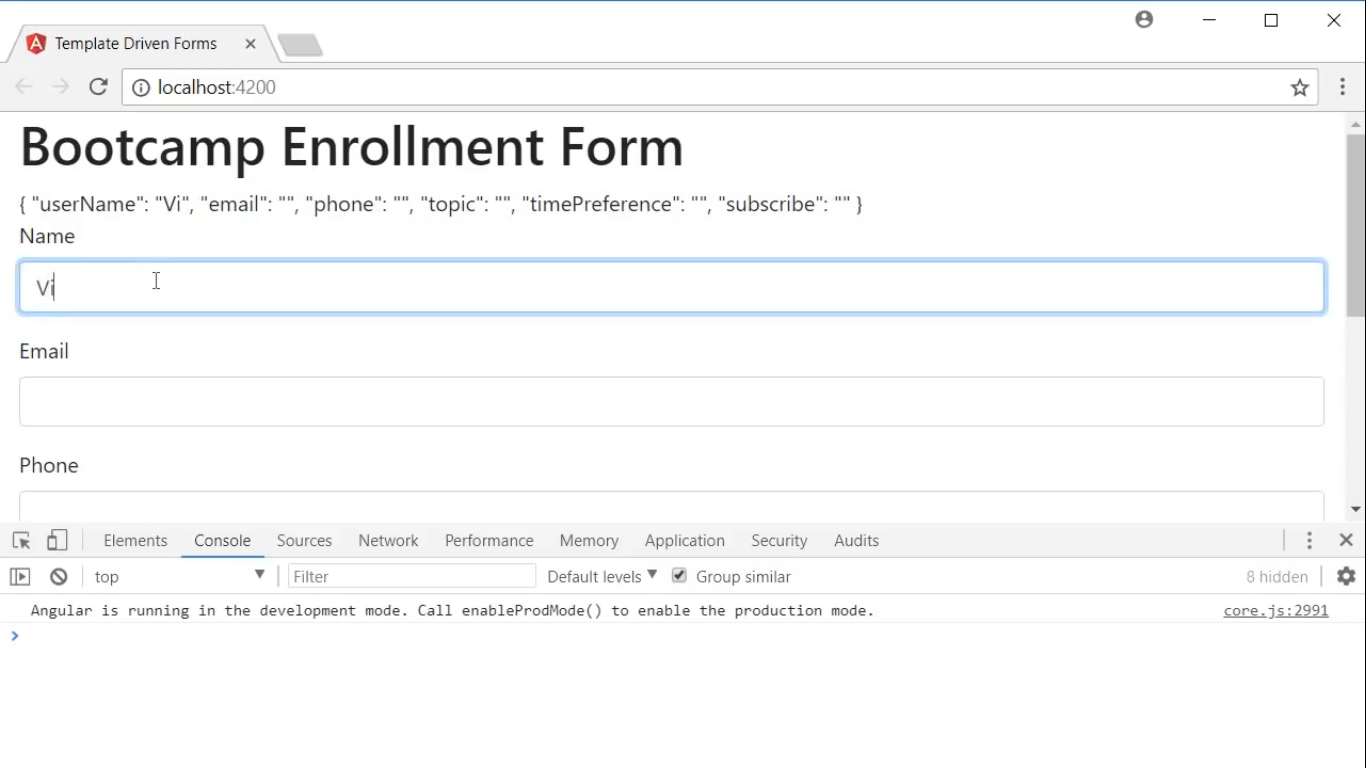 Template Driven Forms
localhost:4200
Bootcamp Enrollment Form
{ "userName": "Vi", "email": "", "phone": "", "topic": "", "timePreference": "", "subscribe": "" }
Name
Vi
Email
Phone
Elements Console Sources Network Performance Memory Application Security Audits
top Filter Default levels Group similar 8 hidden
Angular is running in the development mode. Call enableProdMode() to enable the production mode. core.js:2991